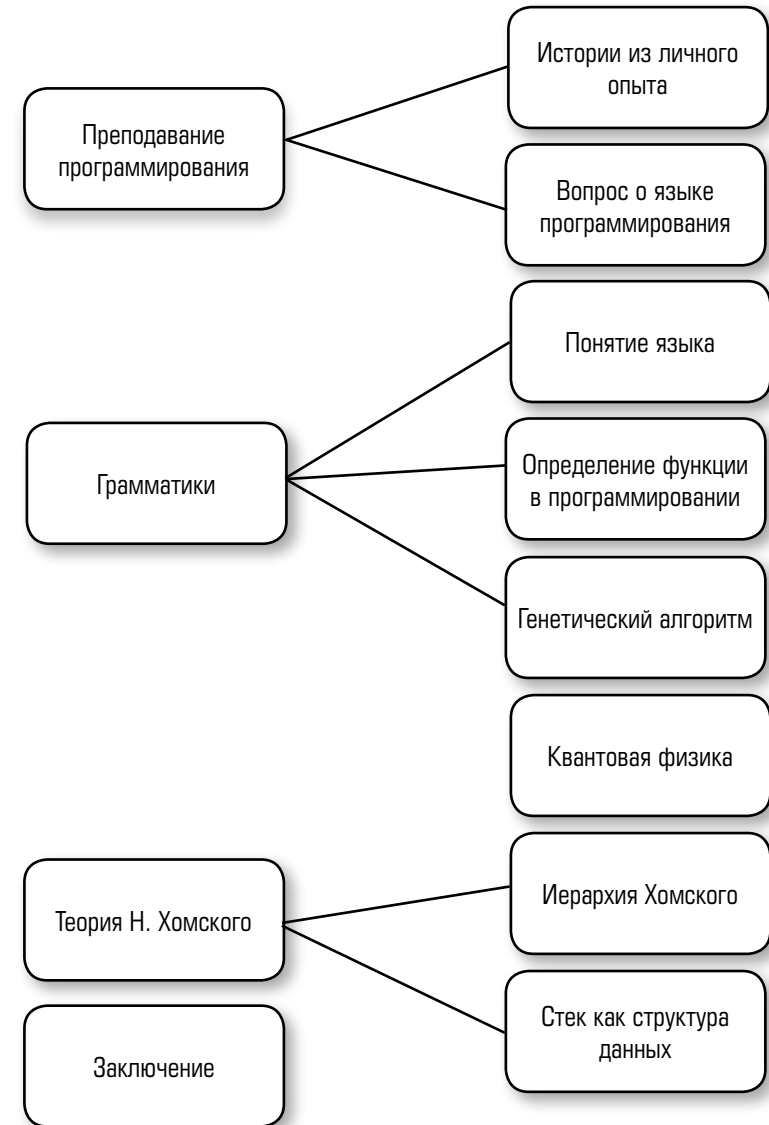 Преподавание
программирования
Истории из личного
опыта
Вопрос о языке
программирования
Грамматики
Понятие языка
Определение функции
в программировании
Генетический алгоритм
Квантовая физика
Теория Н. Хомского
Иерархия Хомского
Стек как структура
данных
Заключение